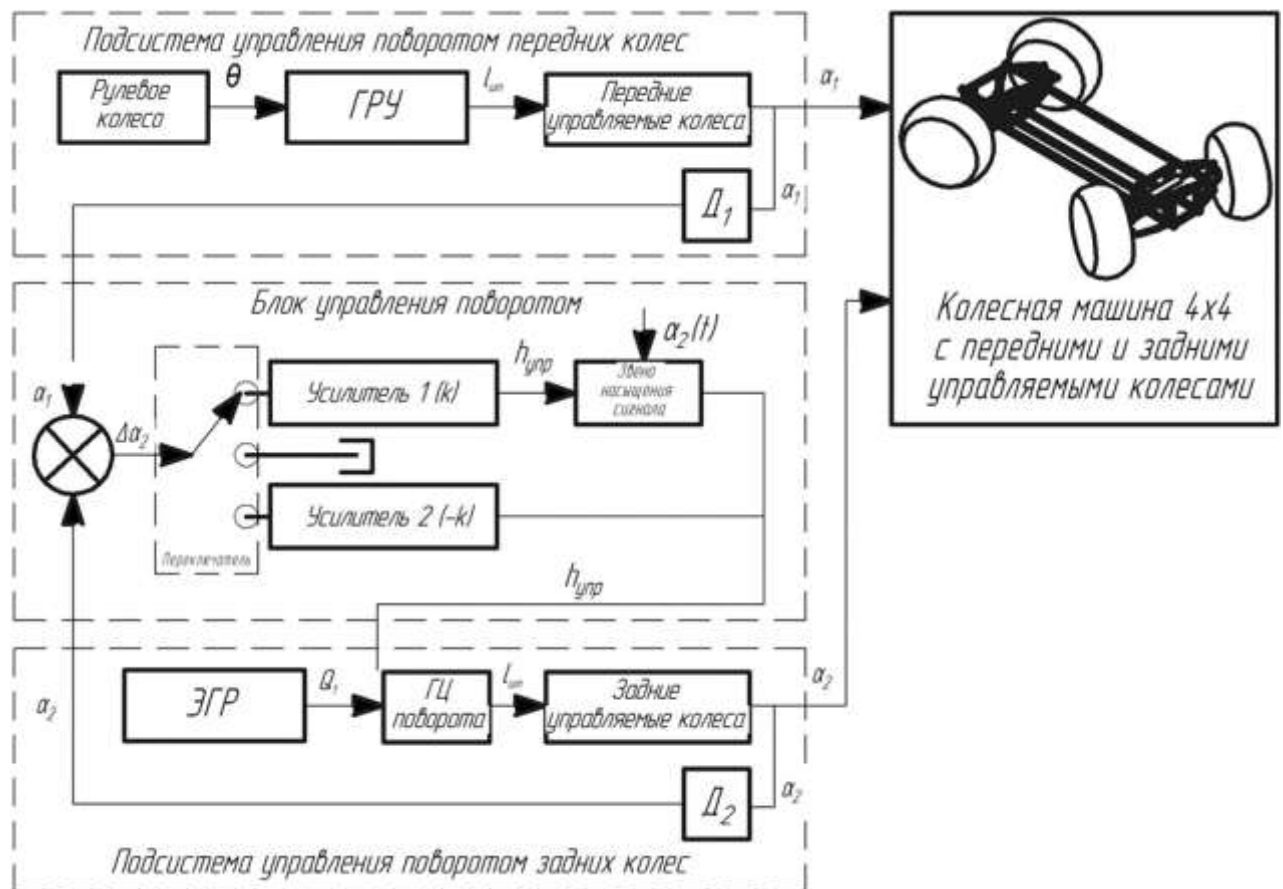 Подсистема управления поворотом передних колес
Рулевое
колесо
θ
ГРУ
Передние
управляемые колеса
α₁
α₁
Д₁
Блок управления поворотом
α₁
Δα₂
Усилитель 1 (k)
hупр
α₂(t)
Звено
насыщения
сигнала
Усилитель 2 (-k)
Переключатель
hупр
α₂
ЭГР
ГЦ
поворота
Задние
управляемые колеса
α₂
α₂
Д₂
Подсистема управления поворотом задних колес
Колесная машина 4x4
с передними и задними
управляемыми колесами